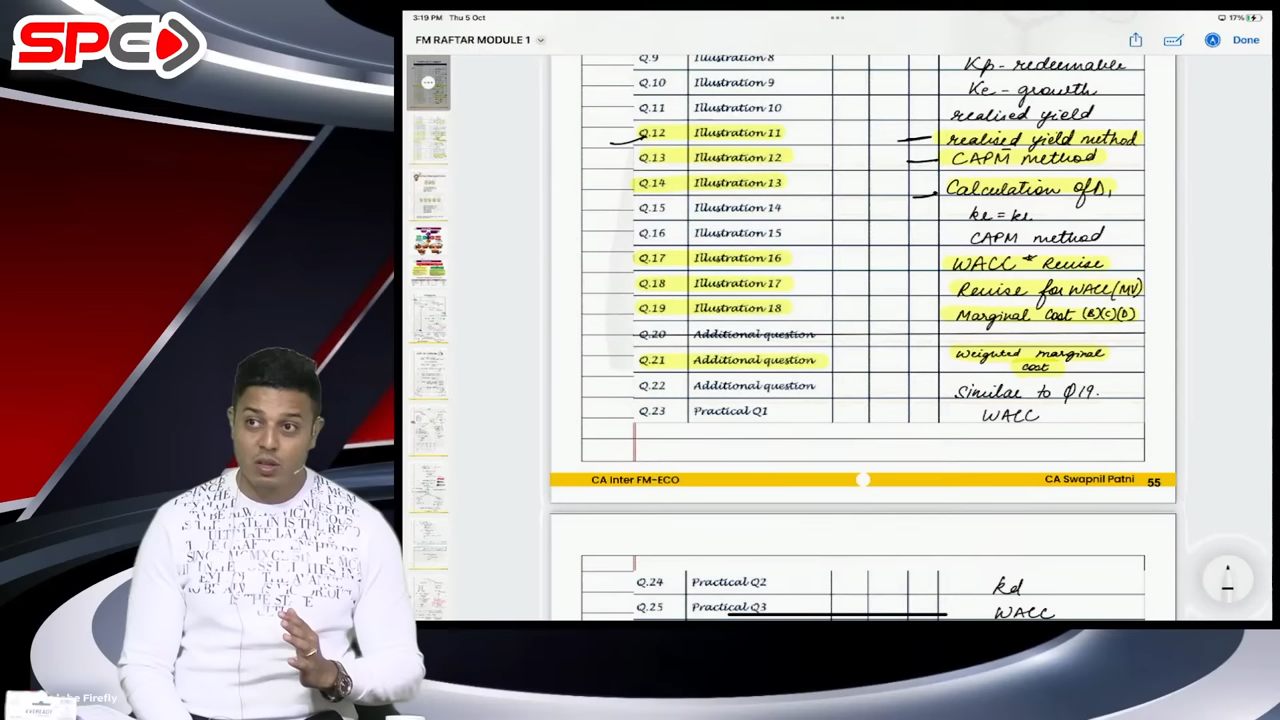 SPC
3:19 PM Thu 5 Oct
17%
FM RAFTAR MODULE 1
Done
Q.9 Illustration 8 Kp - redeemable
Q.10 Illustration 9 Ke - growth
Q.11 Illustration 10 realised yield
Q.12 Illustration 11 realised yield method
Q.13 Illustration 12 CAPM method
Q.14 Illustration 13 Calculation of D1
Q.15 Illustration 14 ke = kr.
Q.16 Illustration 15 CAPM method
Q.17 Illustration 16 WACC * Revise
Q.18 Illustration 17 Revise for WACC/(MV)
Q.19 Illustration 18 Marginal Cost (B)(C)(D)
Q.20 Additional question
Q.21 Additional question Weighted marginal cost
Q.22 Additional question Similar to Q19.
Q.23 Practical Q1 WACC
CA Inter FM-ECO CA Swapnil Patni 55
Q.24 Practical Q2 kd
Q.25 Practical Q3 WACC
Firefly